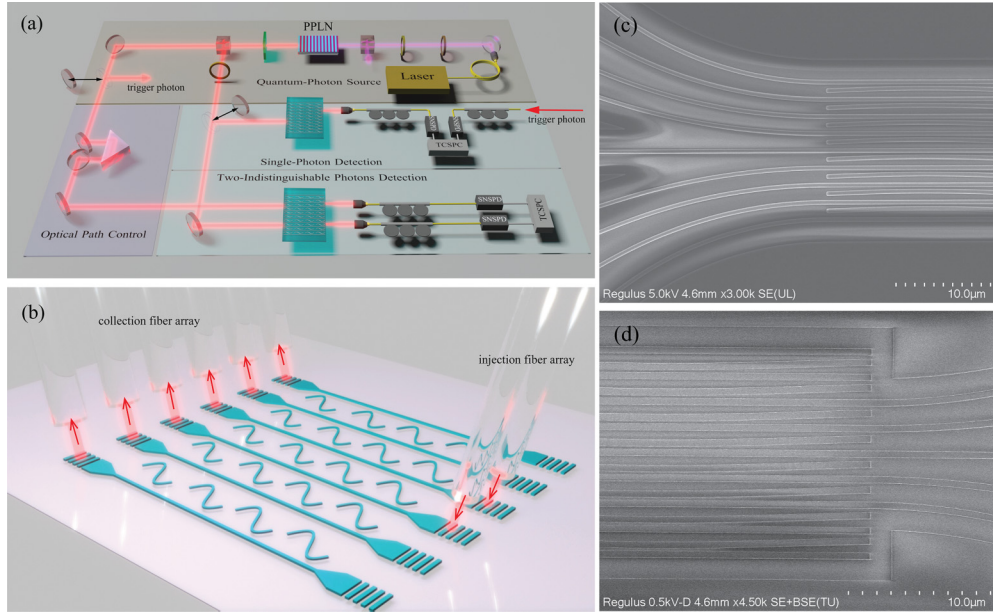 (a)
PPLN
Quantum-Photon Source
Laser
trigger photon
trigger photon
SNSPD
SNSPD
TCSPC
Single-Photon Detection
Two-Indistinguishable Photons Detection
SNSPD
SNSPD
TCSPC
Optical Path Control
(b)
collection fiber array
injection fiber array
(c)
Regulus 5.0kV 4.6mm x3.00k SE(UL)
10.0μm
(d)
Regulus 0.5kV-D 4.6mm x4.50k SE+BSE(TU)
10.0μm